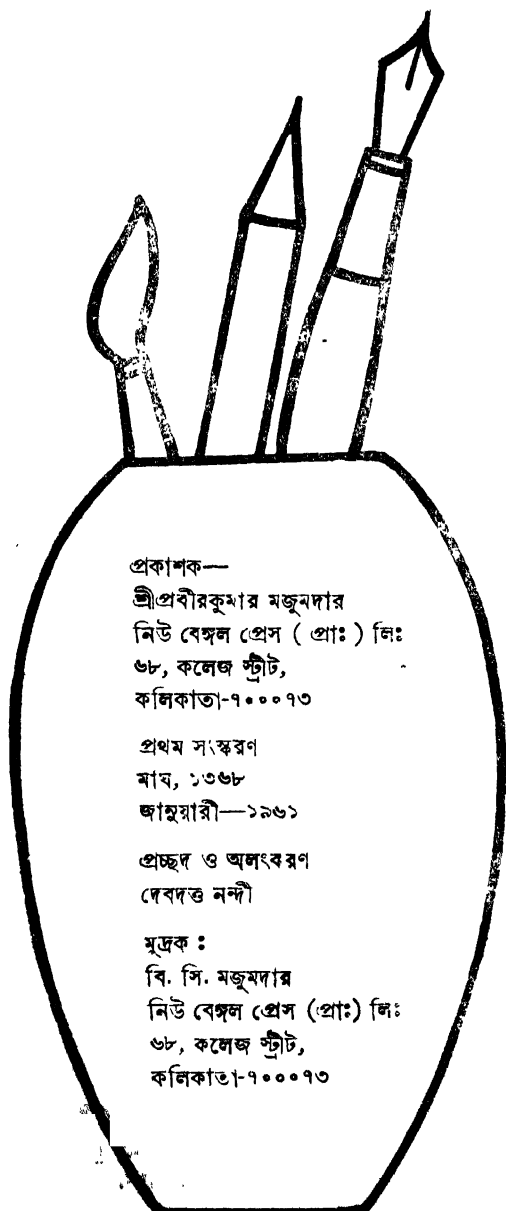 প্রকাশক—
শ্রীপ্রবীরকুমার মজুমদার
নিউ বেঙ্গল প্রেস ( প্রাঃ ) লিঃ
৬৮, কলেজ স্ট্রীট,
কলিকাতা-৭০০০৭৩
প্রথম সংস্করণ
মাঘ, ১৩৬৮
জানুয়ারী—১৯৬১
প্রচ্ছদ ও অলংকরণ
দেবদত্ত নন্দী
মুদ্রক :
বি. সি. মজুমদার
নিউ বেঙ্গল প্রেস (প্রাঃ) লিঃ
৬৮, কলেজ স্ট্রীট,
কলিকাতা-৭০০০৭৩